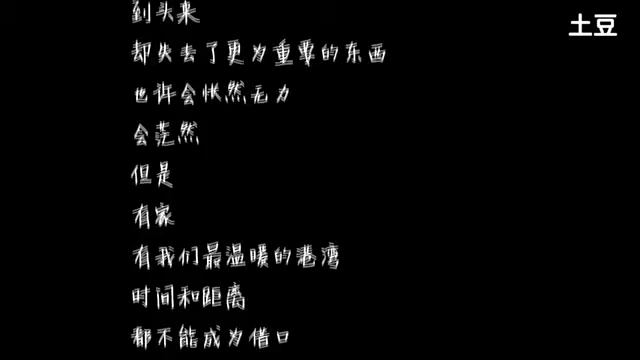 到头来
土豆
却失去了更为重要的东西
也许会怅然无力
会茫然
但是
有家
有我们最温暖的港湾
时间和距离
都不能成为借口